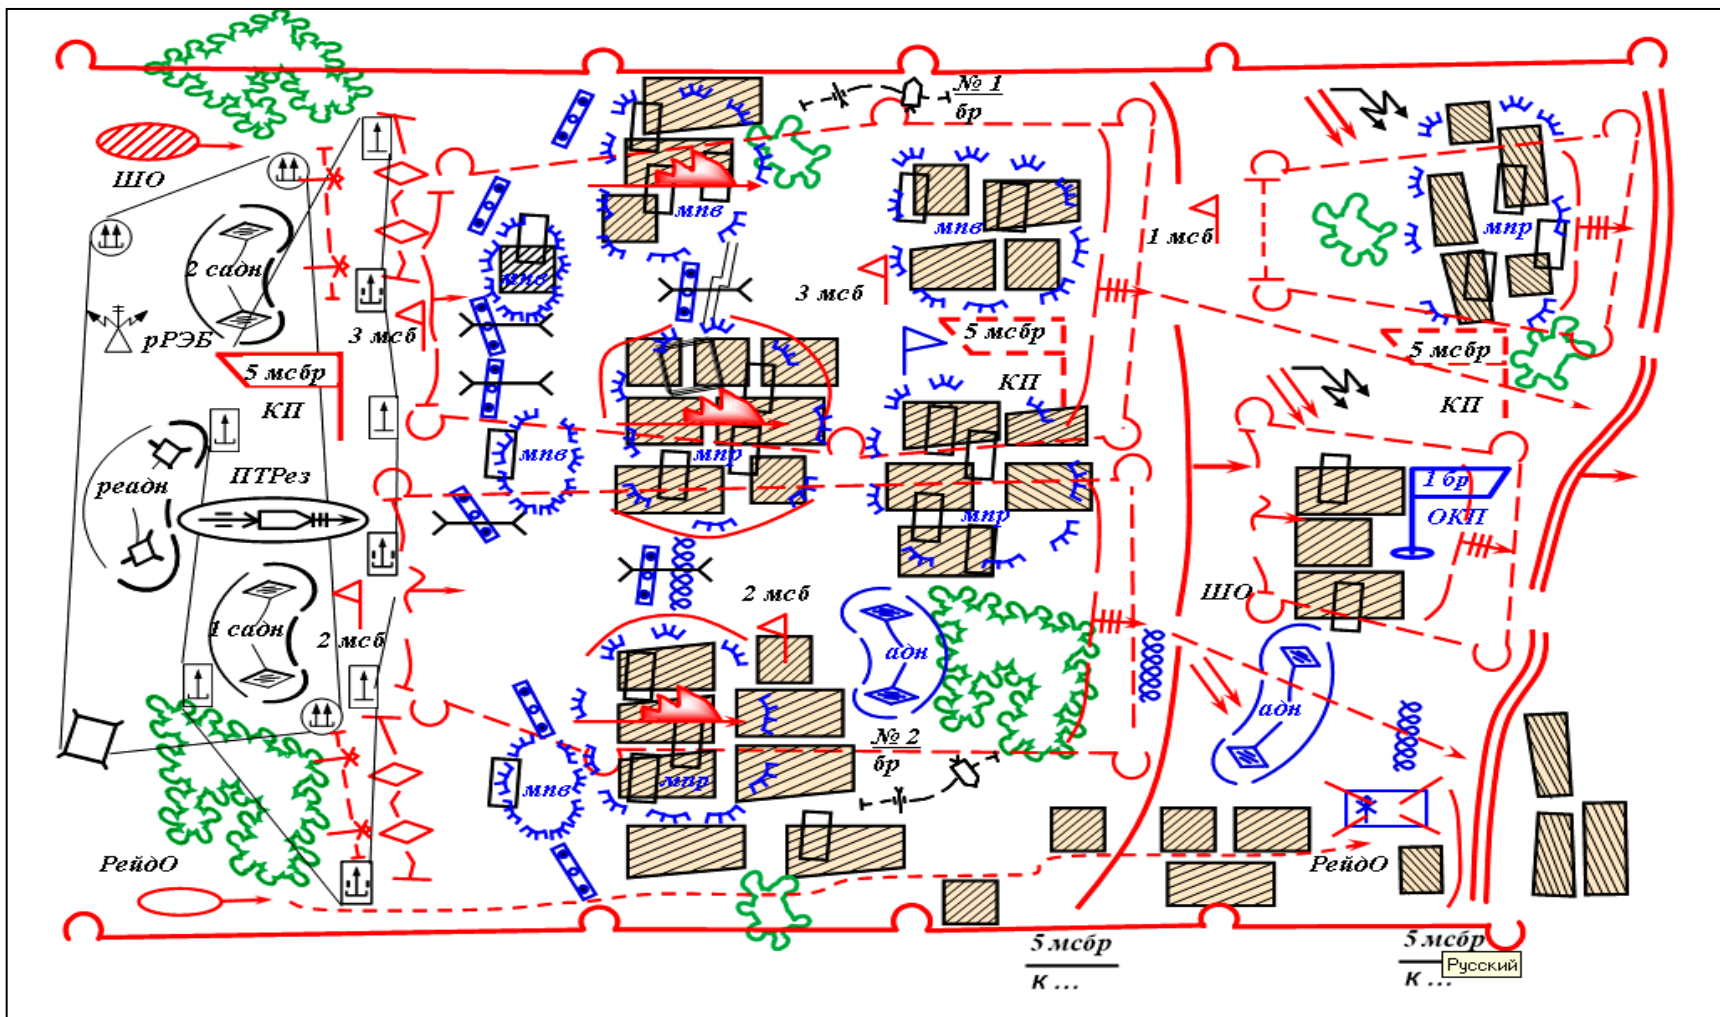 № 1
бр
ШО
мпв
мпв
мпр
1 мсб
2 садн
мпв
3 мсб
рРЭБ
3 мсб
5 мсбр
5 мсбр
5 мсбр
КП
КП
КП
мпв
мпр
реадн
ПТРез
1 бр
ОКП
мпр
ШО
2 мсб
1 садн
2 мсб
адн
адн
№ 2
бр
мпв
мпр
РейдО
РейдО
5 мсбр
К ...
5 мсбр
К ...
Русский